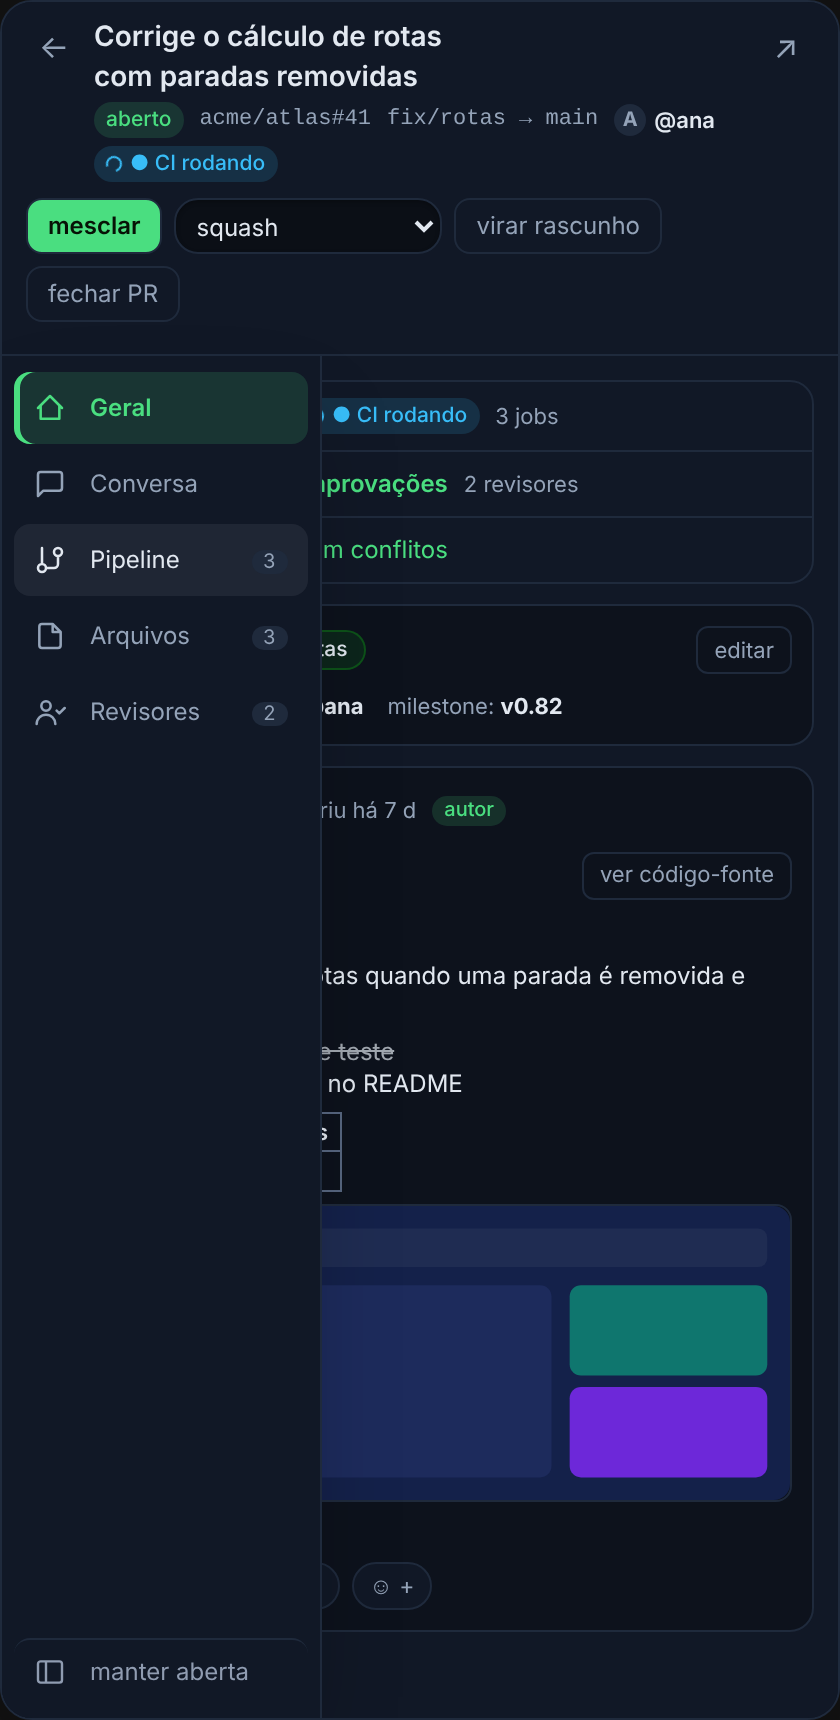 Corrige o cálculo de rotas
com paradas removidas
aberto acme/atlas#41 fix/rotas → main A @ana
CI rodando
mesclar squash virar rascunho
fechar PR
Geral
Conversa
Pipeline 3
Arquivos 3
Revisores 2
manter aberta
CI rodando 3 jobs
aprovações 2 revisores
m conflitos
tas editar
ana milestone: v0.82
riu há 7 d autor
ver código-fonte
otas quando uma parada é removida e
e teste
no README
s
☺ +